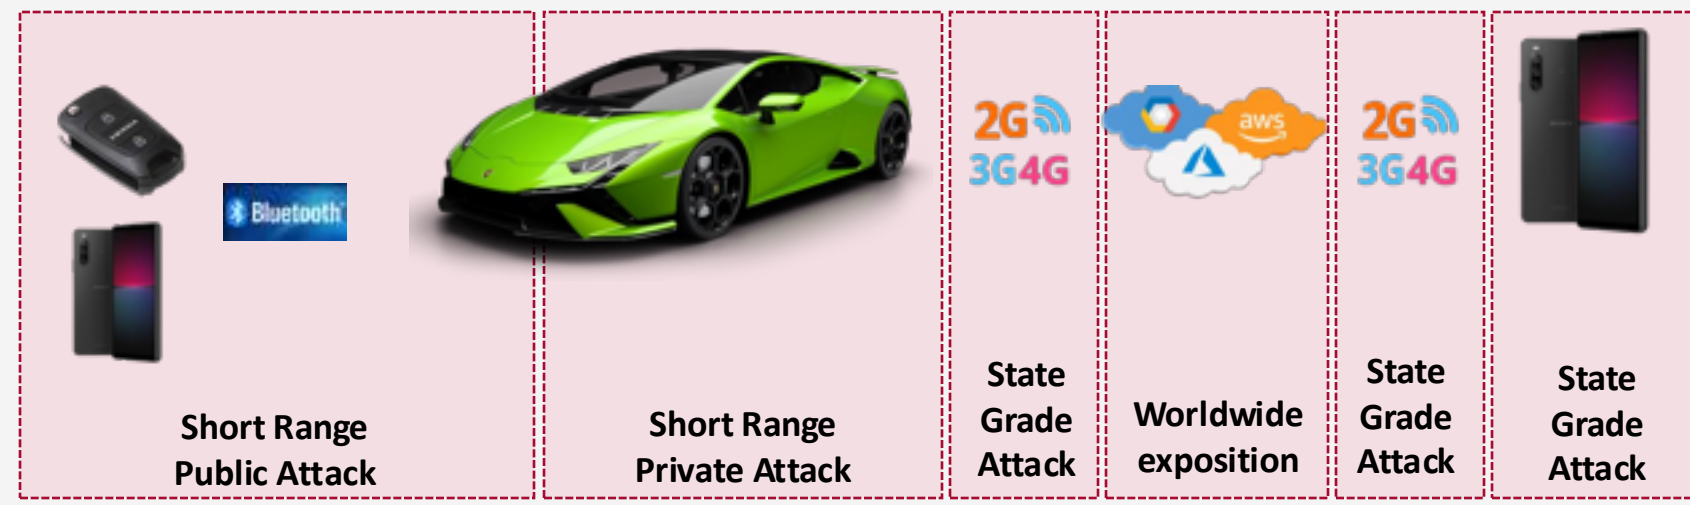 Bluetooth
2G
3G4G
aws
2G
3G4G
Short Range
Public Attack
Short Range
Private Attack
State
Grade
Attack
Worldwide
exposition
State
Grade
Attack
State
Grade
Attack